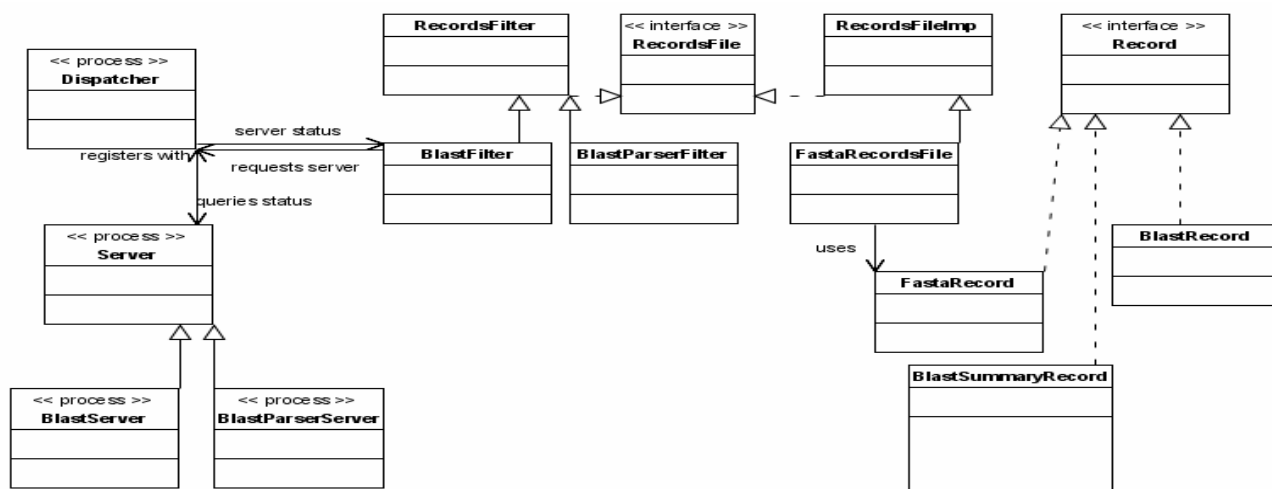 << process >>
Dispatcher
RecordsFilter
<< interface >>
RecordsFile
RecordsFileImp
<< interface >>
Record
server status
registers with
requests server
BlastFilter
BlastParserFilter
FastaRecordsFile
queries status
<< process >>
Server
uses
FastaRecord
BlastRecord
BlastSummaryRecord
<< process >>
BlastServer
<< process >>
BlastParserServer